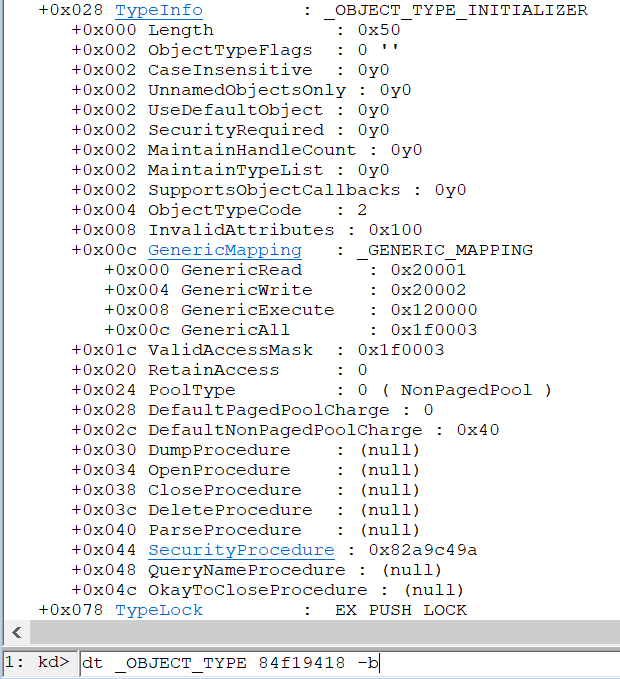 +0x028 TypeInfo : _OBJECT_TYPE_INITIALIZER
+0x000 Length : 0x50
+0x002 ObjectTypeFlags : 0 ''
+0x002 CaseInsensitive : 0y0
+0x002 UnnamedObjectsOnly : 0y0
+0x002 UseDefaultObject : 0y0
+0x002 SecurityRequired : 0y0
+0x002 MaintainHandleCount : 0y0
+0x002 MaintainTypeList : 0y0
+0x002 SupportsObjectCallbacks : 0y0
+0x004 ObjectTypeCode : 2
+0x008 InvalidAttributes : 0x100
+0x00c GenericMapping : _GENERIC_MAPPING
+0x000 GenericRead : 0x20001
+0x004 GenericWrite : 0x20002
+0x008 GenericExecute : 0x120000
+0x00c GenericAll : 0x1f0003
+0x01c ValidAccessMask : 0x1f0003
+0x020 RetainAccess : 0
+0x024 PoolType : 0 ( NonPagedPool )
+0x028 DefaultPagedPoolCharge : 0
+0x02c DefaultNonPagedPoolCharge : 0x40
+0x030 DumpProcedure : (null)
+0x034 OpenProcedure : (null)
+0x038 CloseProcedure : (null)
+0x03c DeleteProcedure : (null)
+0x040 ParseProcedure : (null)
+0x044 SecurityProcedure : 0x82a9c49a
+0x048 QueryNameProcedure : (null)
+0x04c OkayToCloseProcedure : (null)
+0x078 TypeLock : EX PUSH LOCK
1: kd> dt _OBJECT_TYPE 84f19418 -b